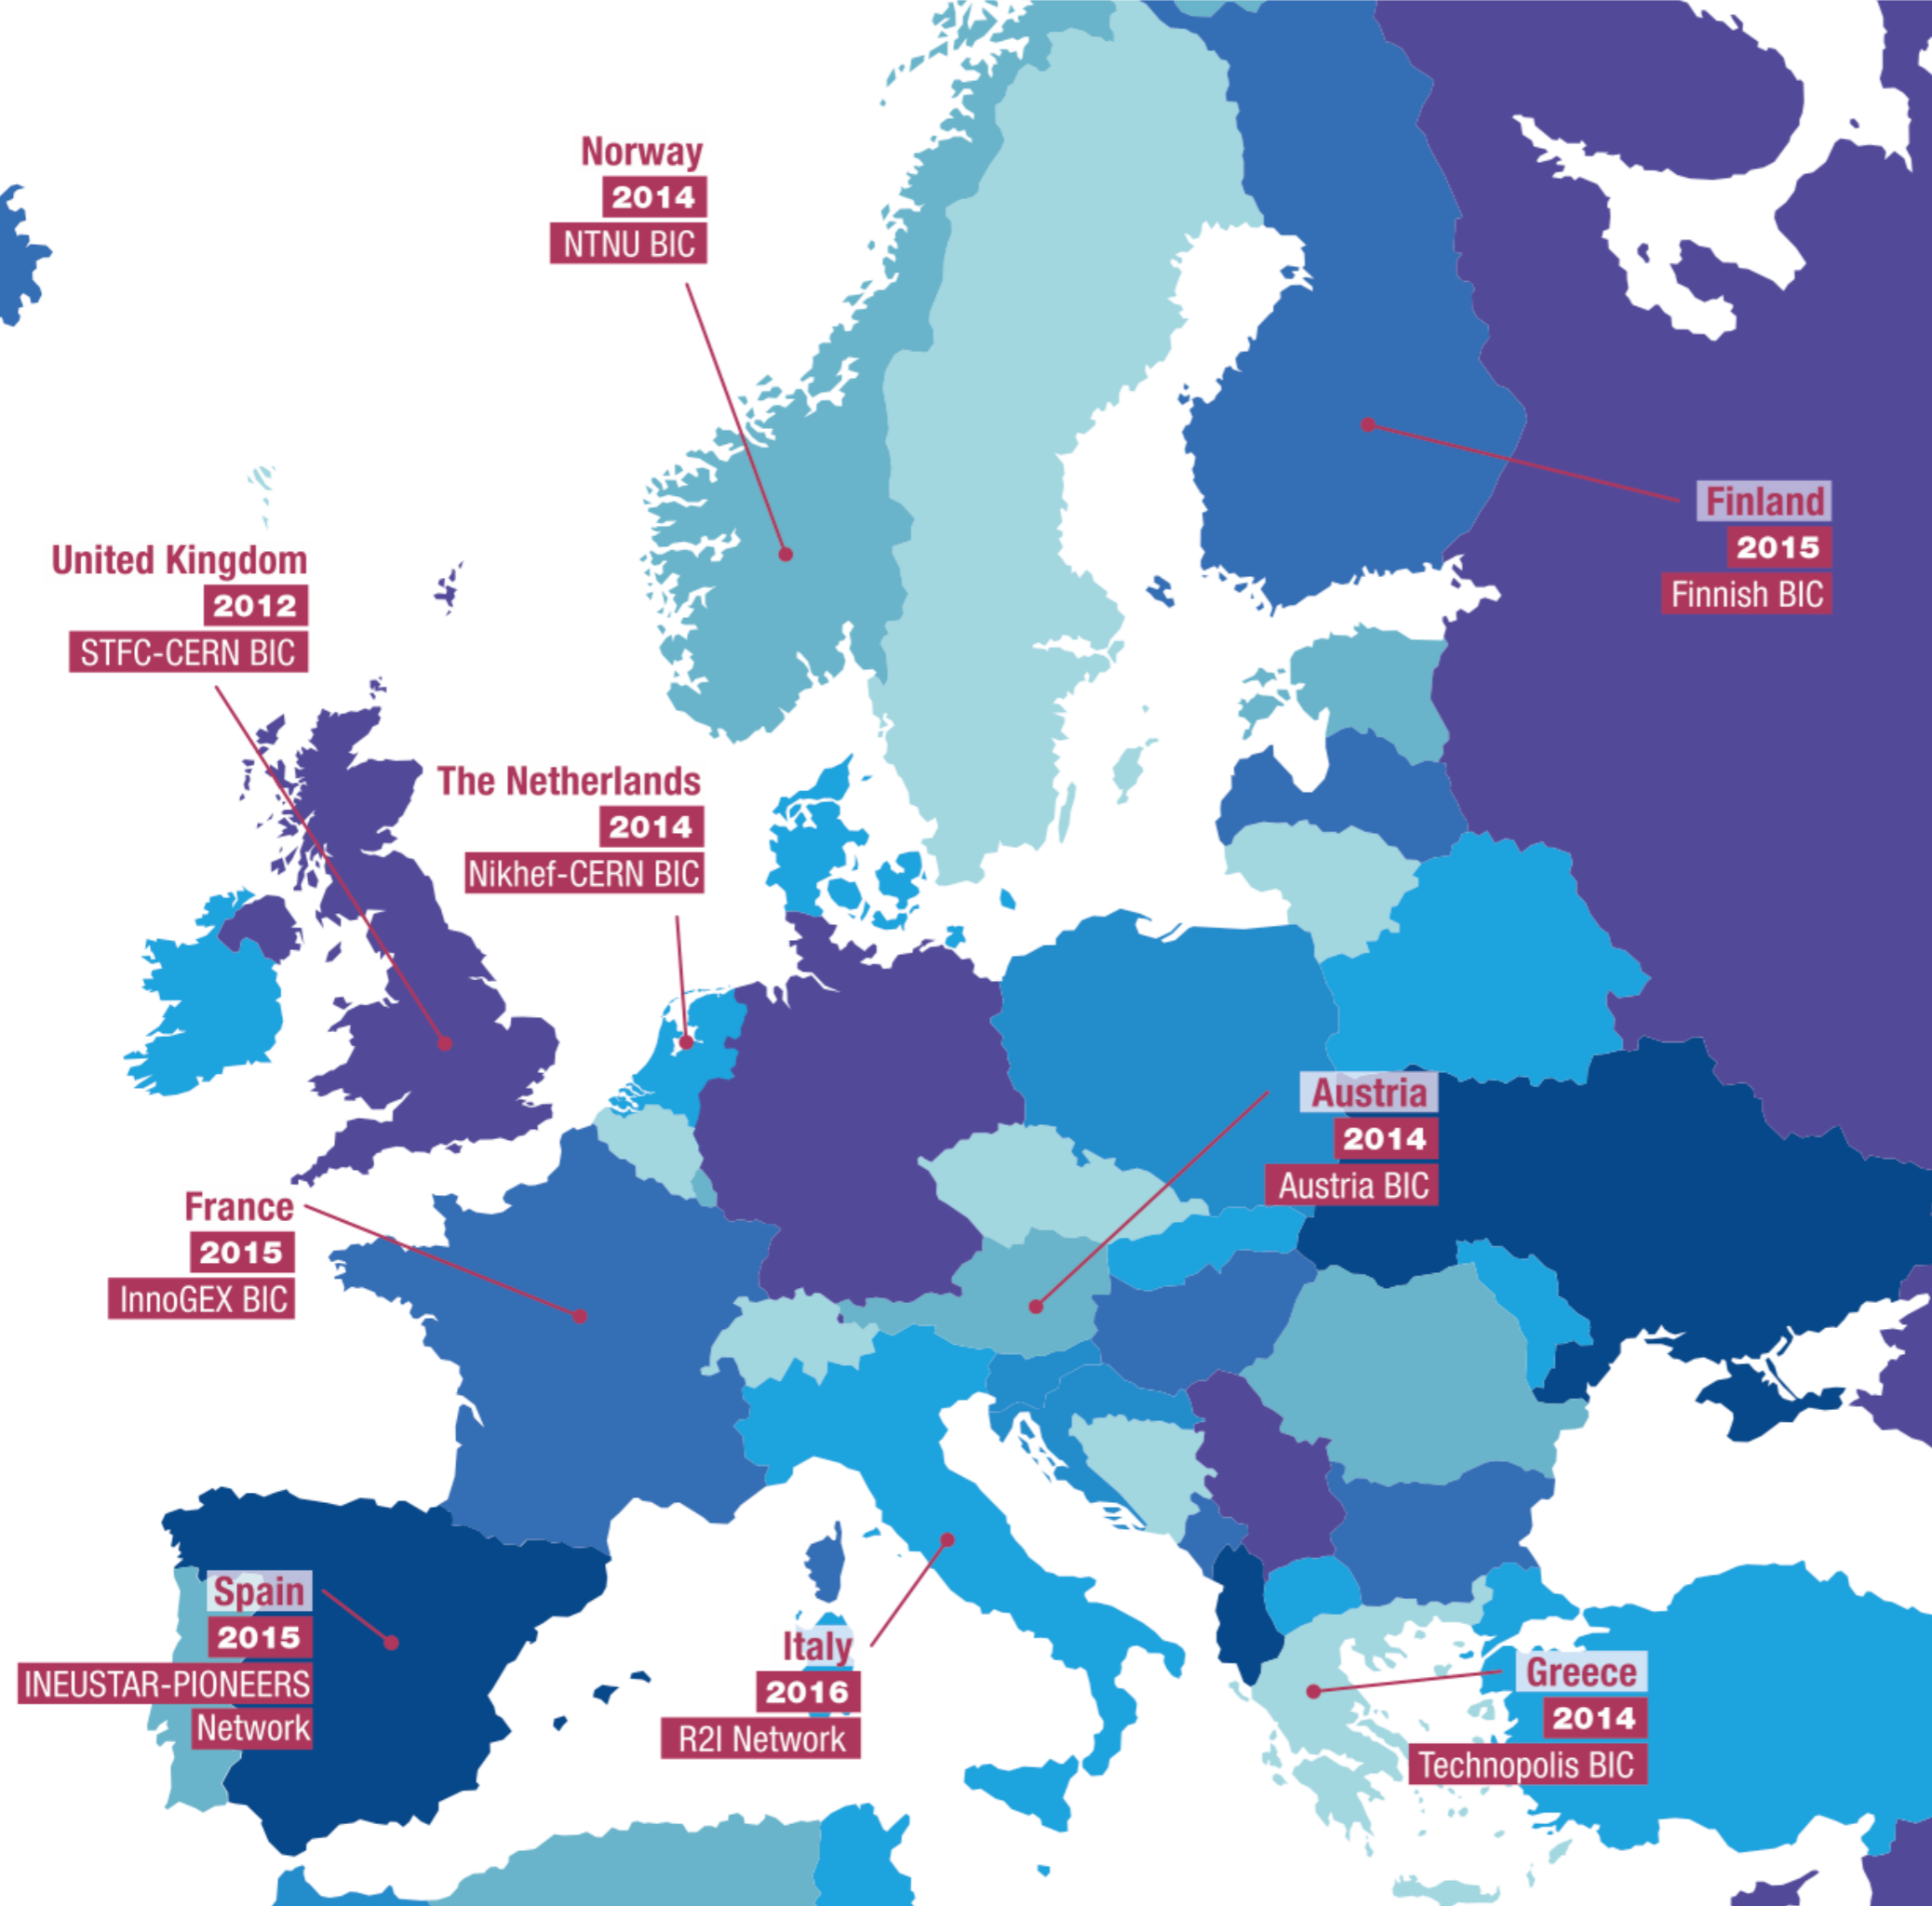 Norway
2014
NTNU BIC
Finland
2015
Finnish BIC
United Kingdom
2012
STFC-CERN BIC
The Netherlands
2014
Nikhef-CERN BIC
Austria
2014
Austria BIC
France
2015
InnoGEX BIC
Spain
2015
INEUSTAR-PIONEERS
Network
Italy
2016
R2I Network
Greece
2014
Technopolis BIC